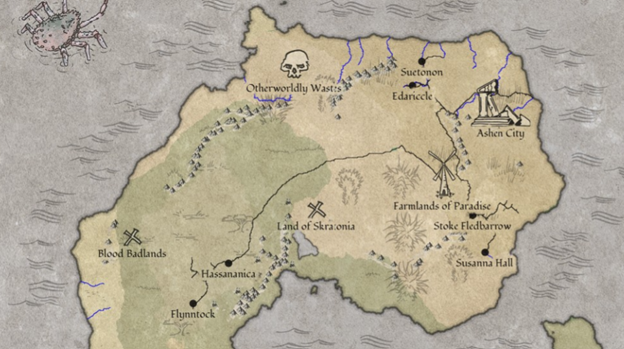 Suetonon
Otherworldly Wastes
Edariccle
Ashen City
Farmlands of Paradise
Land of Skratonia
Stoke Fledbarrow
Blood Badlands
Susanna Hall
Hassananica
Flynntock